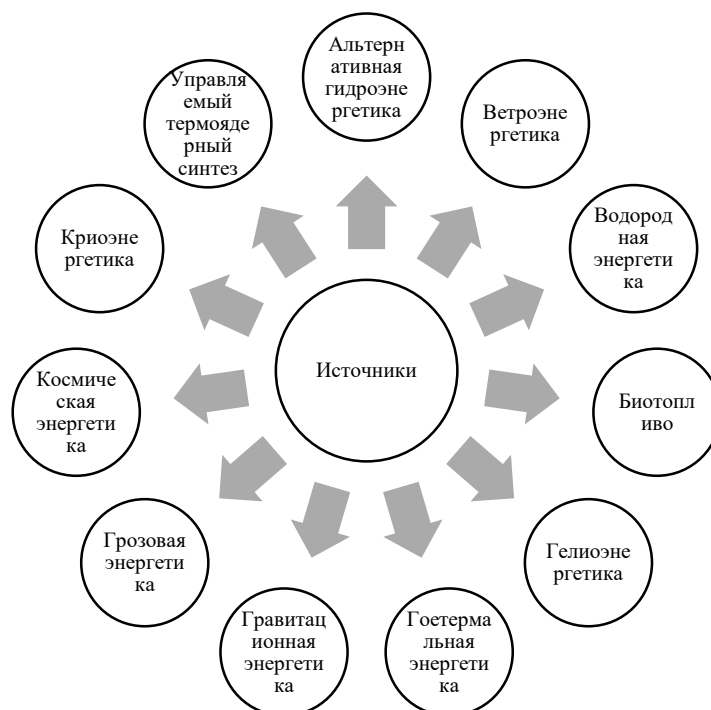 Альтерн
ативная
гидроэне
ргетика
Ветроэне
ргетика
Водород
ная
энергети
ка
Биотопл
иво
Гелиоэне
ргетика
Гоетерма
льная
энергети
ка
Гравитац
ионная
энергети
ка
Грозовая
энергети
ка
Космиче
ская
энергети
ка
Криоэне
ргетика
Управля
емый
термояде
рный
синтез
Источники